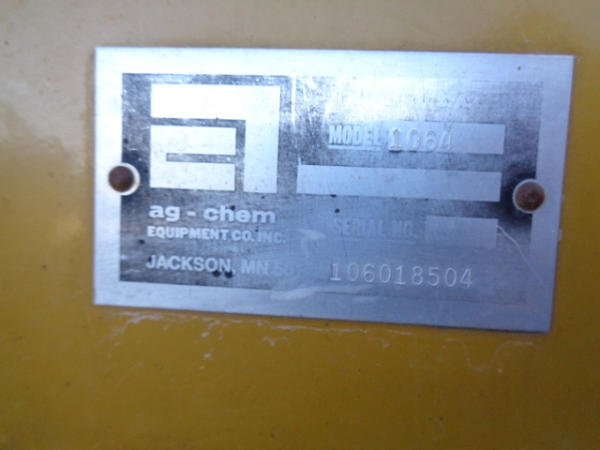 MODEL 1064
ag-chem
EQUIPMENT CO. INC.
SERIAL NO.
JACKSON, MN
106018504